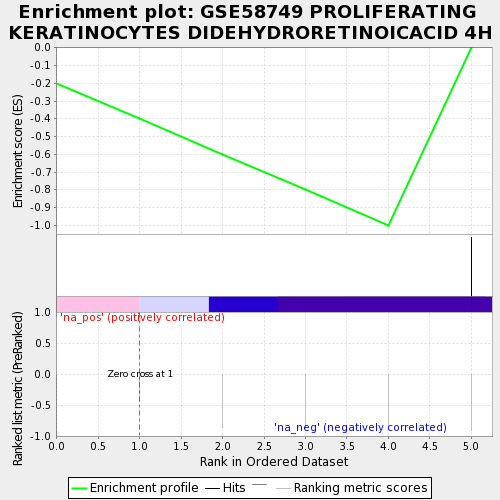 Enrichment plot: GSE58749 PROLIFERATING
KERATINOCYTES DIDEHYDRORETINOICACID 4H
Enrichment score (ES)
0.0
-0.1
-0.2
-0.3
-0.4
-0.5
-0.6
-0.7
-0.8
-0.9
-1.0
Ranked list metric (PreRanked)
1.0
0.5
0.0
-0.5
-1.0
'na_pos' (positively correlated)
Zero cross at 1
'na_neg' (negatively correlated)
0.0 0.5 1.0 1.5 2.0 2.5 3.0 3.5 4.0 4.5 5.0
Rank in Ordered Dataset
Enrichment profile Hits Ranking metric scores